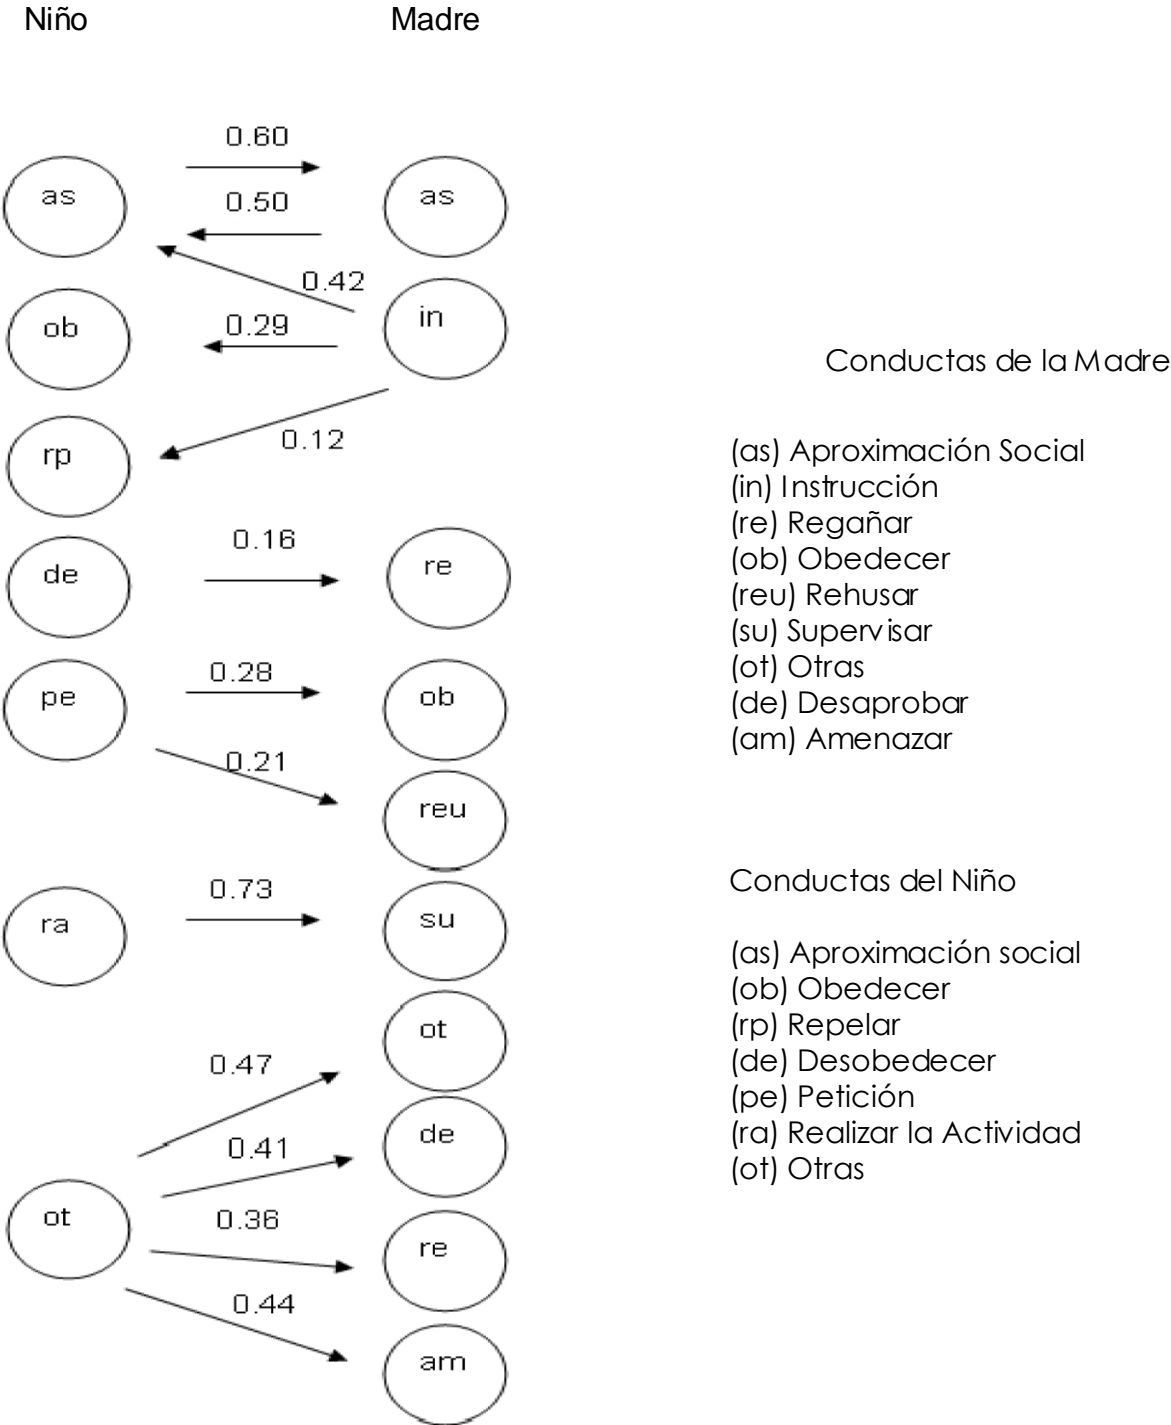 Niño Madre
0.60
as as
0.50
0.42
ob 0.29 in
rp 0.12
de 0.16 re
pe 0.28 ob
0.21
reu
ra 0.73 su
ot
0.47
0.41 de
ot 0.36 re
0.44
am
Conductas de la Madre
(as) Aproximación Social
(in) Instrucción
(re) Regañar
(ob) Obedecer
(reu) Rehusar
(su) Supervisar
(ot) Otras
(de) Desaprobar
(am) Amenazar
Conductas del Niño
(as) Aproximación social
(ob) Obedecer
(rp) Repelar
(de) Desobedecer
(pe) Petición
(ra) Realizar la Actividad
(ot) Otras